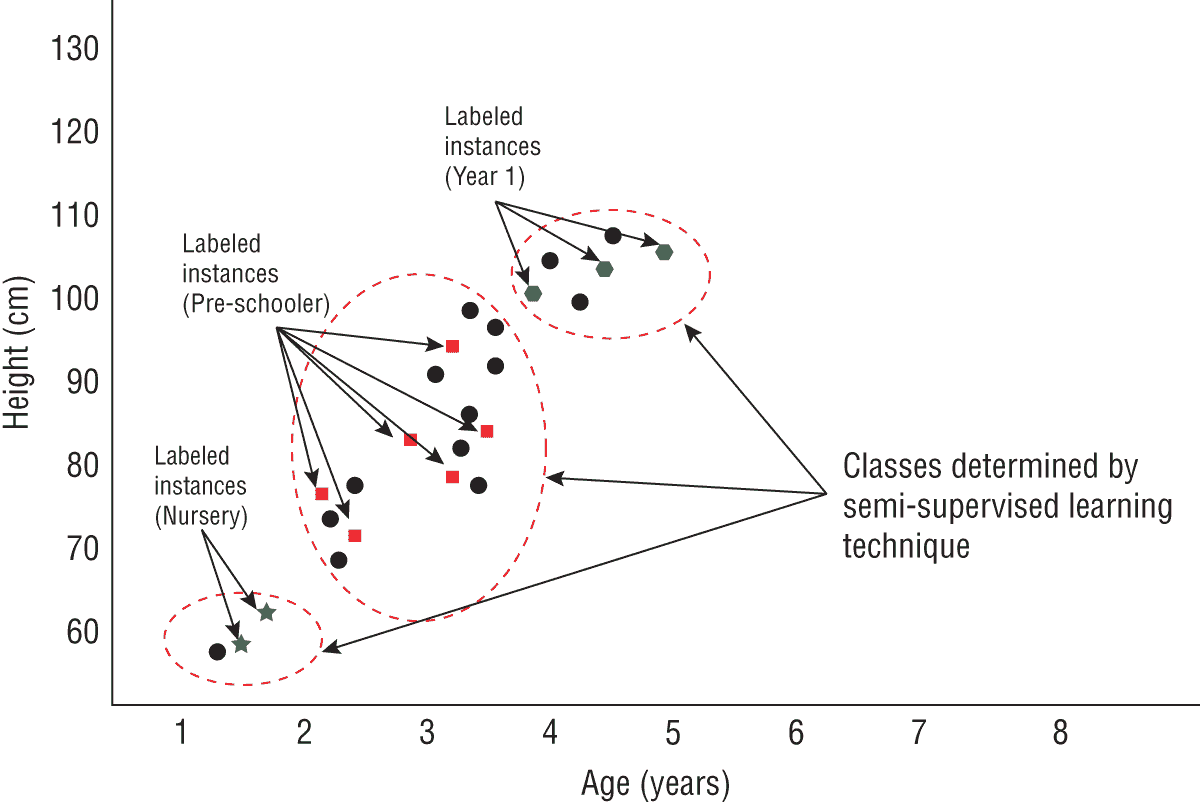 130
120
110
100
90
80
70
60
Height (cm)
Labeled
instances
(Year 1)
Labeled
instances
(Pre-schooler)
Labeled
instances
(Nursery)
Classes determined by
semi-supervised learning
technique
1 2 3 4 5 6 7 8
Age (years)